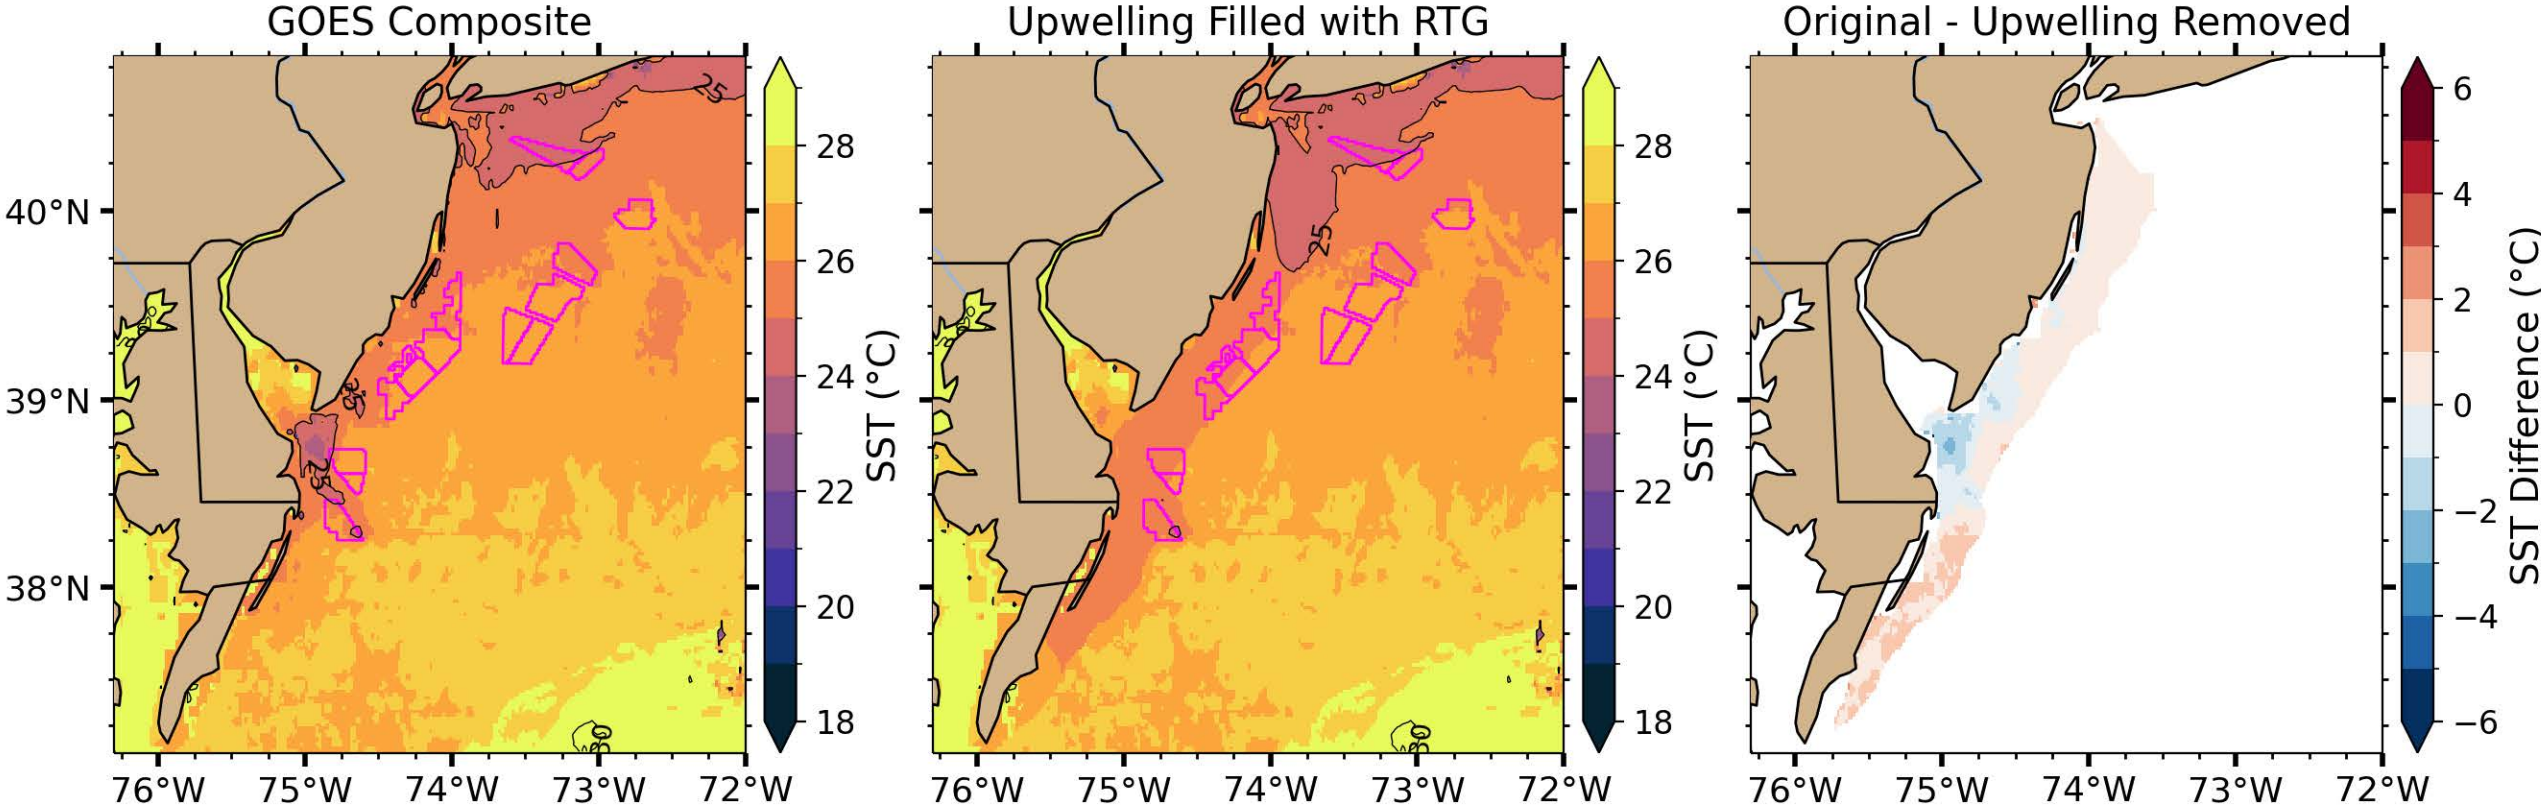 GOES Composite
Upwelling Filled with RTG
Original - Upwelling Removed
40°N
39°N
38°N
76°W 75°W 74°W 73°W 72°W
25
25
25
30
28
26
24
22
20
18
SST (°C)
76°W 75°W 74°W 73°W 72°W
25
30
28
26
24
22
20
18
SST (°C)
76°W 75°W 74°W 73°W 72°W
6
4
2
0
−2
−4
−6
SST Difference (°C)